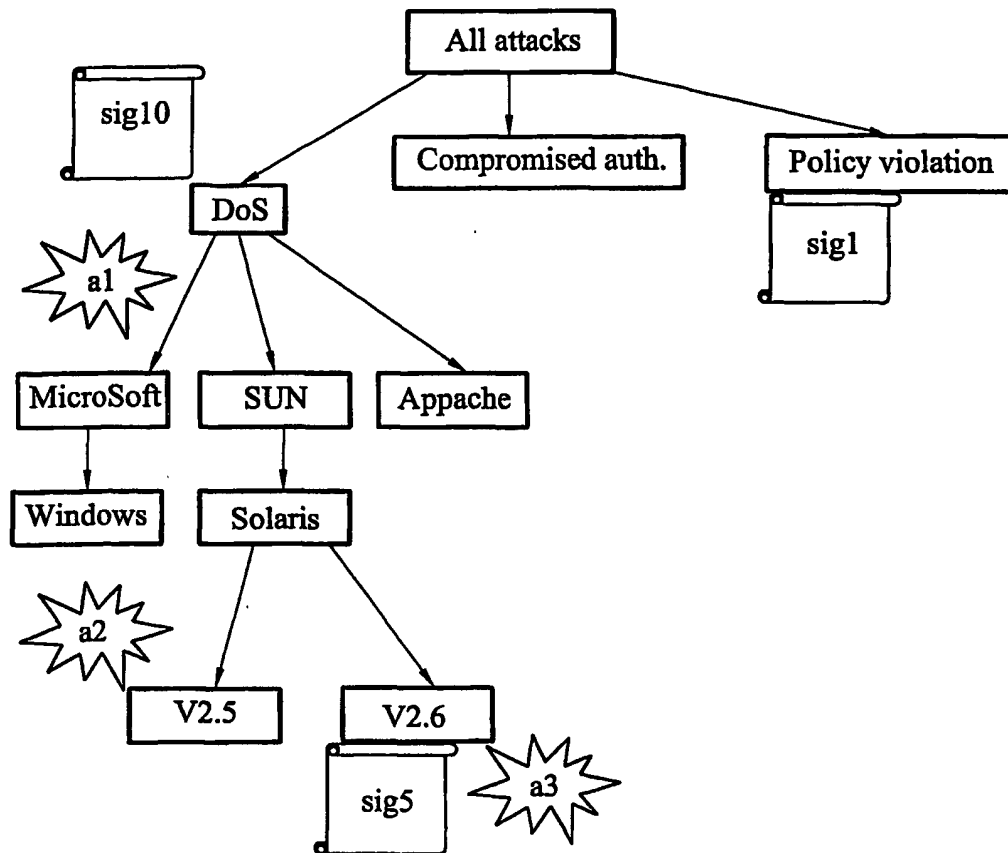 All attacks
sig10
Compromised auth.
Policy violation
DoS
sig1
a1
MicroSoft
SUN
Appache
Windows
Solaris
a2
V2.5
V2.6
sig5
a3